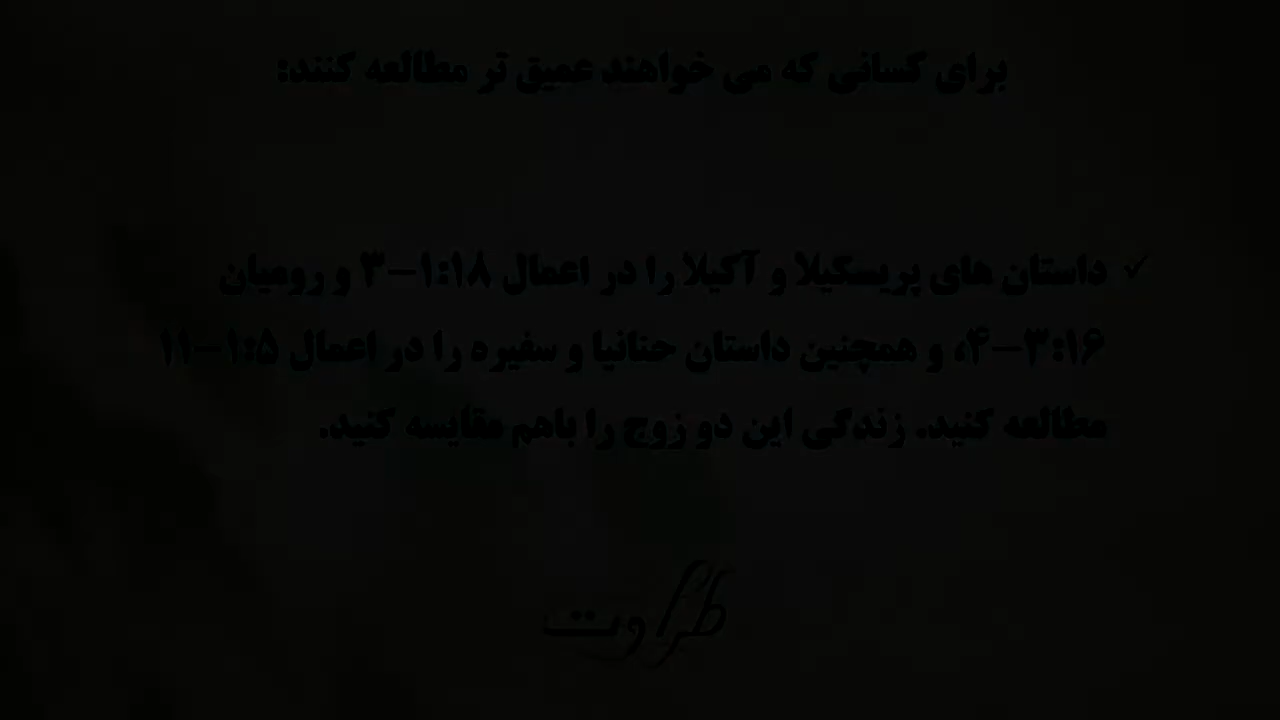 برای کسانی که می خواهند عمیق تر مطالعه کنند:
✓ داستان های پریسکیلا و آکیلا را در اعمال ۱:۱۸-۳ و رومیان
۳:۱۶-۴، و همچنین داستان حنانیا و سفیره را در اعمال ۱:۵-۱۱
مطالعه کنید. زندگی این دو زوج را باهم مقایسه کنید.
طراوت